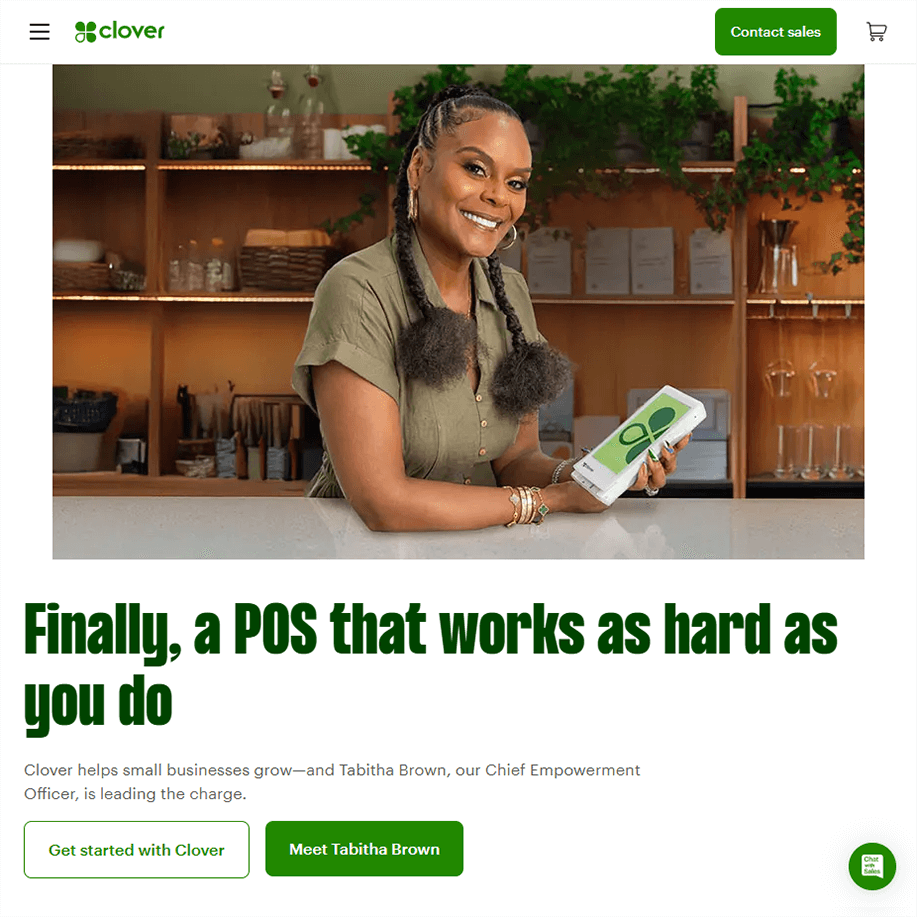 clover
Contact sales
Finally, a POS that works as hard as
you do
Clover helps small businesses grow—and Tabitha Brown, our Chief Empowerment
Officer, is leading the charge.
Get started with Clover
Meet Tabitha Brown
Chat
with
Sales